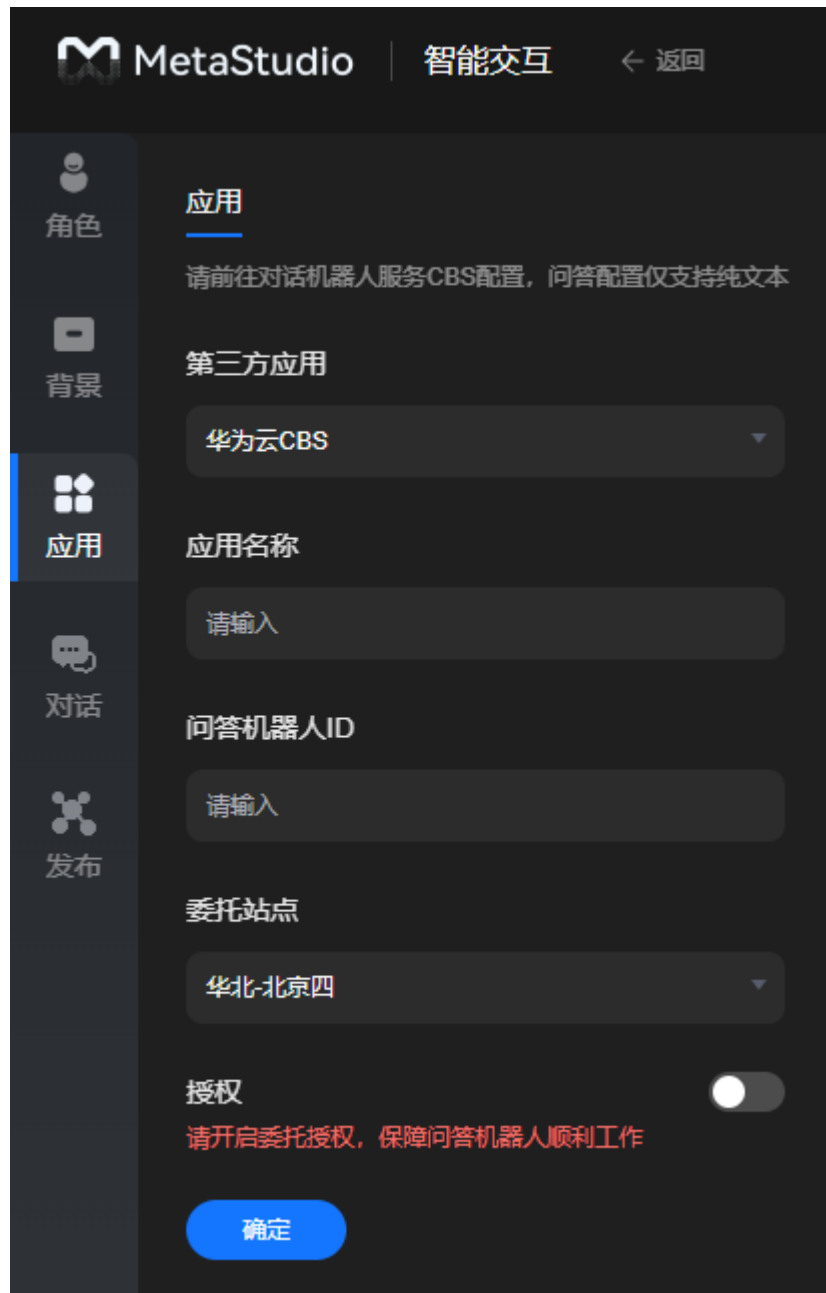 MetaStudio 智能交互 ← 返回
角色
背景
应用
对话
发布
应用
请前往对话机器人服务CBS配置，问答配置仅支持纯文本
第三方应用
华为云CBS
应用名称
请输入
问答机器人ID
请输入
委托站点
华北-北京四
授权
请开启委托授权，保障问答机器人顺利工作
确定